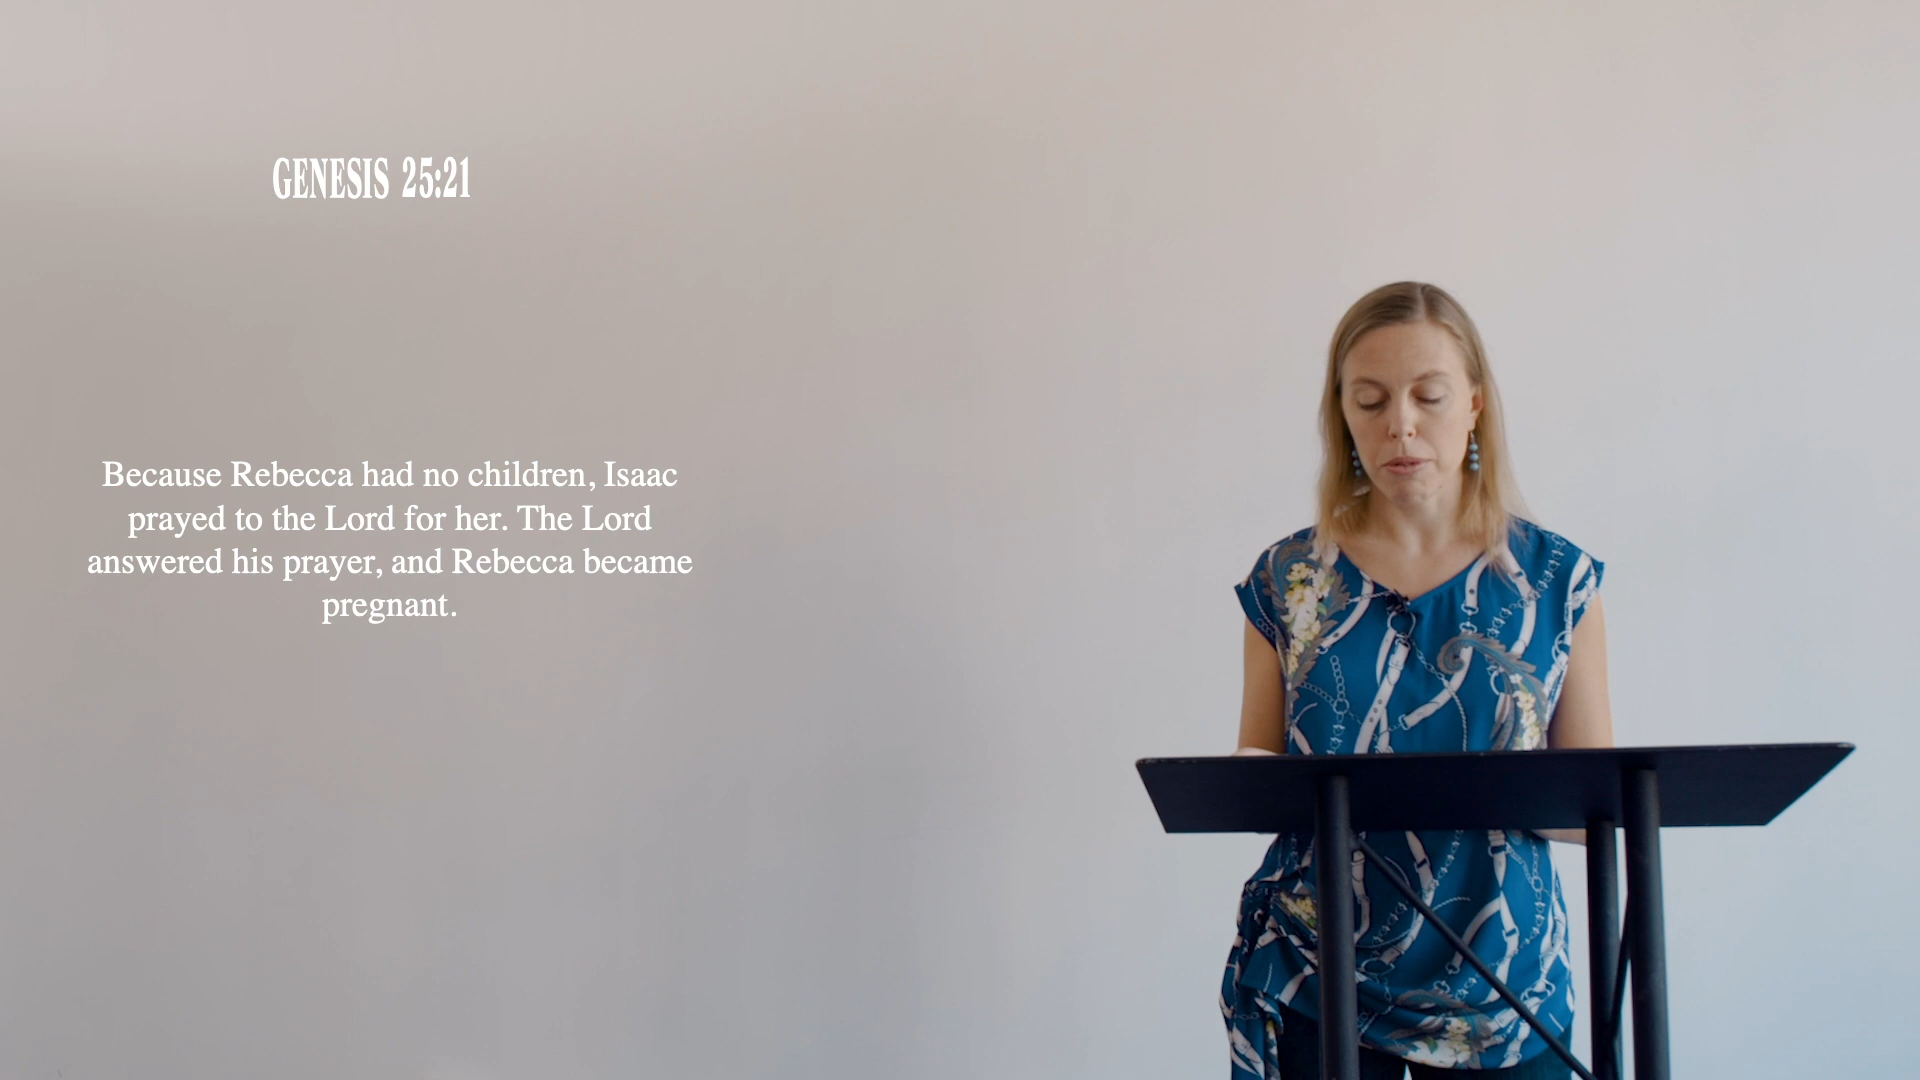 GENESIS 25:21
Because Rebecca had no children, Isaac
prayed to the Lord for her. The Lord
answered his prayer, and Rebecca became
pregnant.